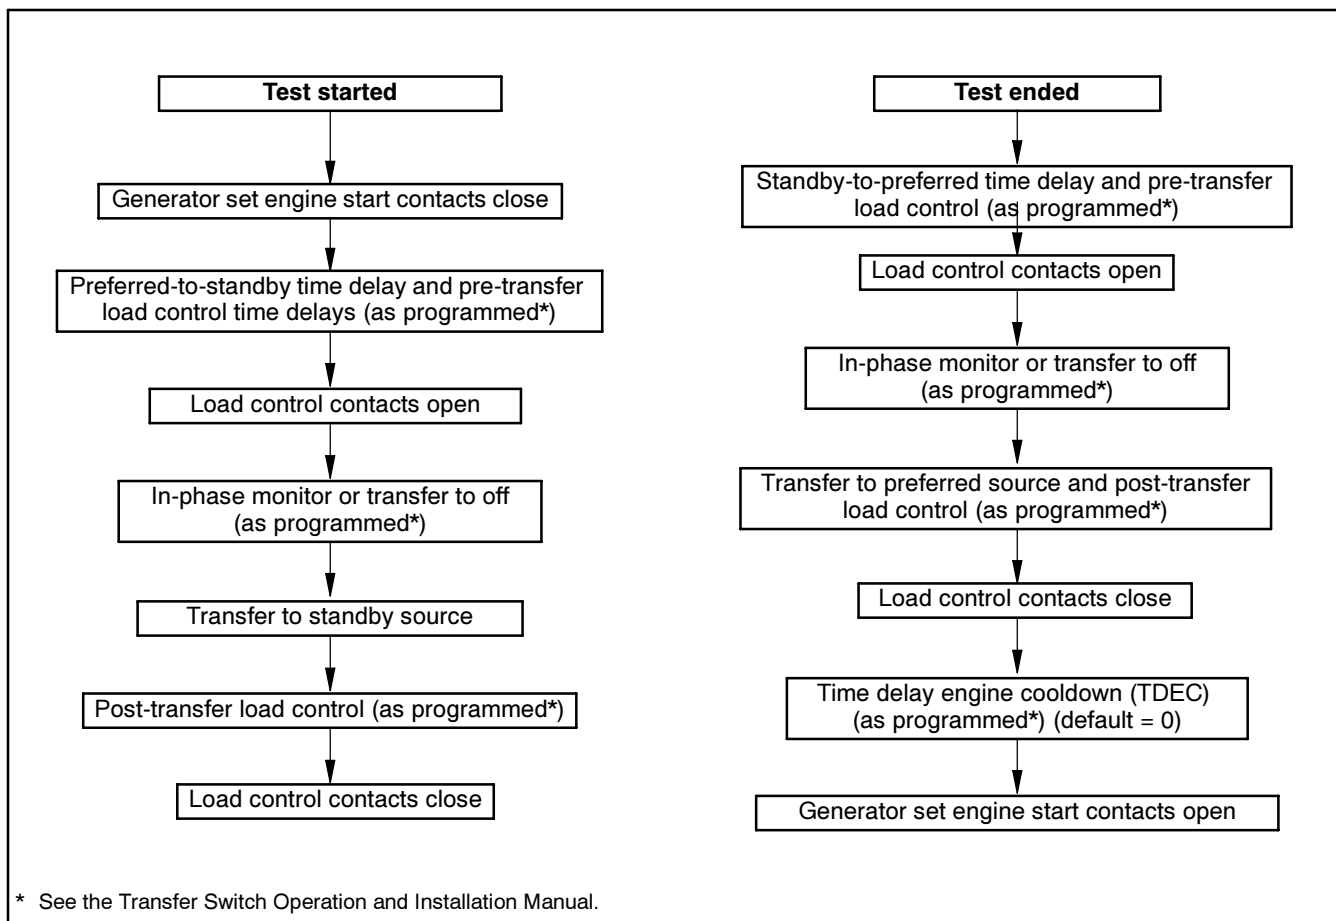 Test started
Generator set engine start contacts close
Preferred-to-standby time delay and pre-transfer
load control time delays (as programmed*)
Load control contacts open
In-phase monitor or transfer to off
(as programmed*)
Transfer to standby source
Post-transfer load control (as programmed*)
Load control contacts close
Test ended
Standby-to-preferred time delay and pre-transfer
load control (as programmed*)
Load control contacts open
In-phase monitor or transfer to off
(as programmed*)
Transfer to preferred source and post-transfer
load control (as programmed*)
Load control contacts close
Time delay engine cooldown (TDEC)
(as programmed*) (default = 0)
Generator set engine start contacts open
* See the Transfer Switch Operation and Installation Manual.